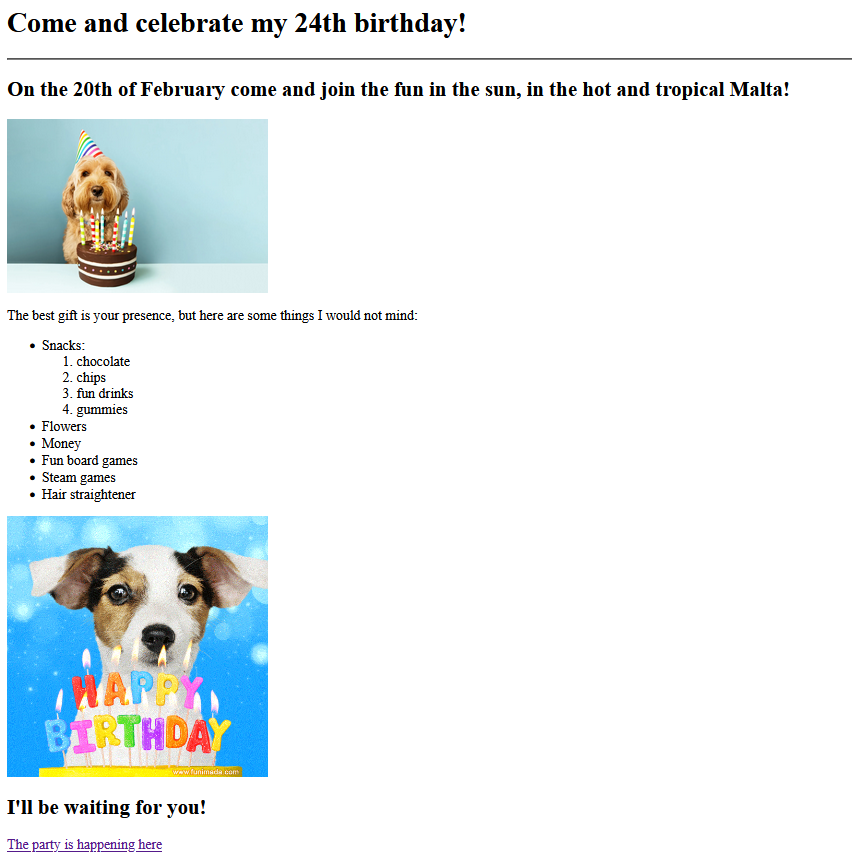 Come and celebrate my 24th birthday!
On the 20th of February come and join the fun in the sun, in the hot and tropical Malta!
The best gift is your presence, but here are some things I would not mind:
• Snacks:
1. chocolate
2. chips
3. fun drinks
4. gummies
• Flowers
• Money
• Fun board games
• Steam games
• Hair straightener
HAPPY
BIRTHDAY
www.funimada.com
I'll be waiting for you!
The party is happening here